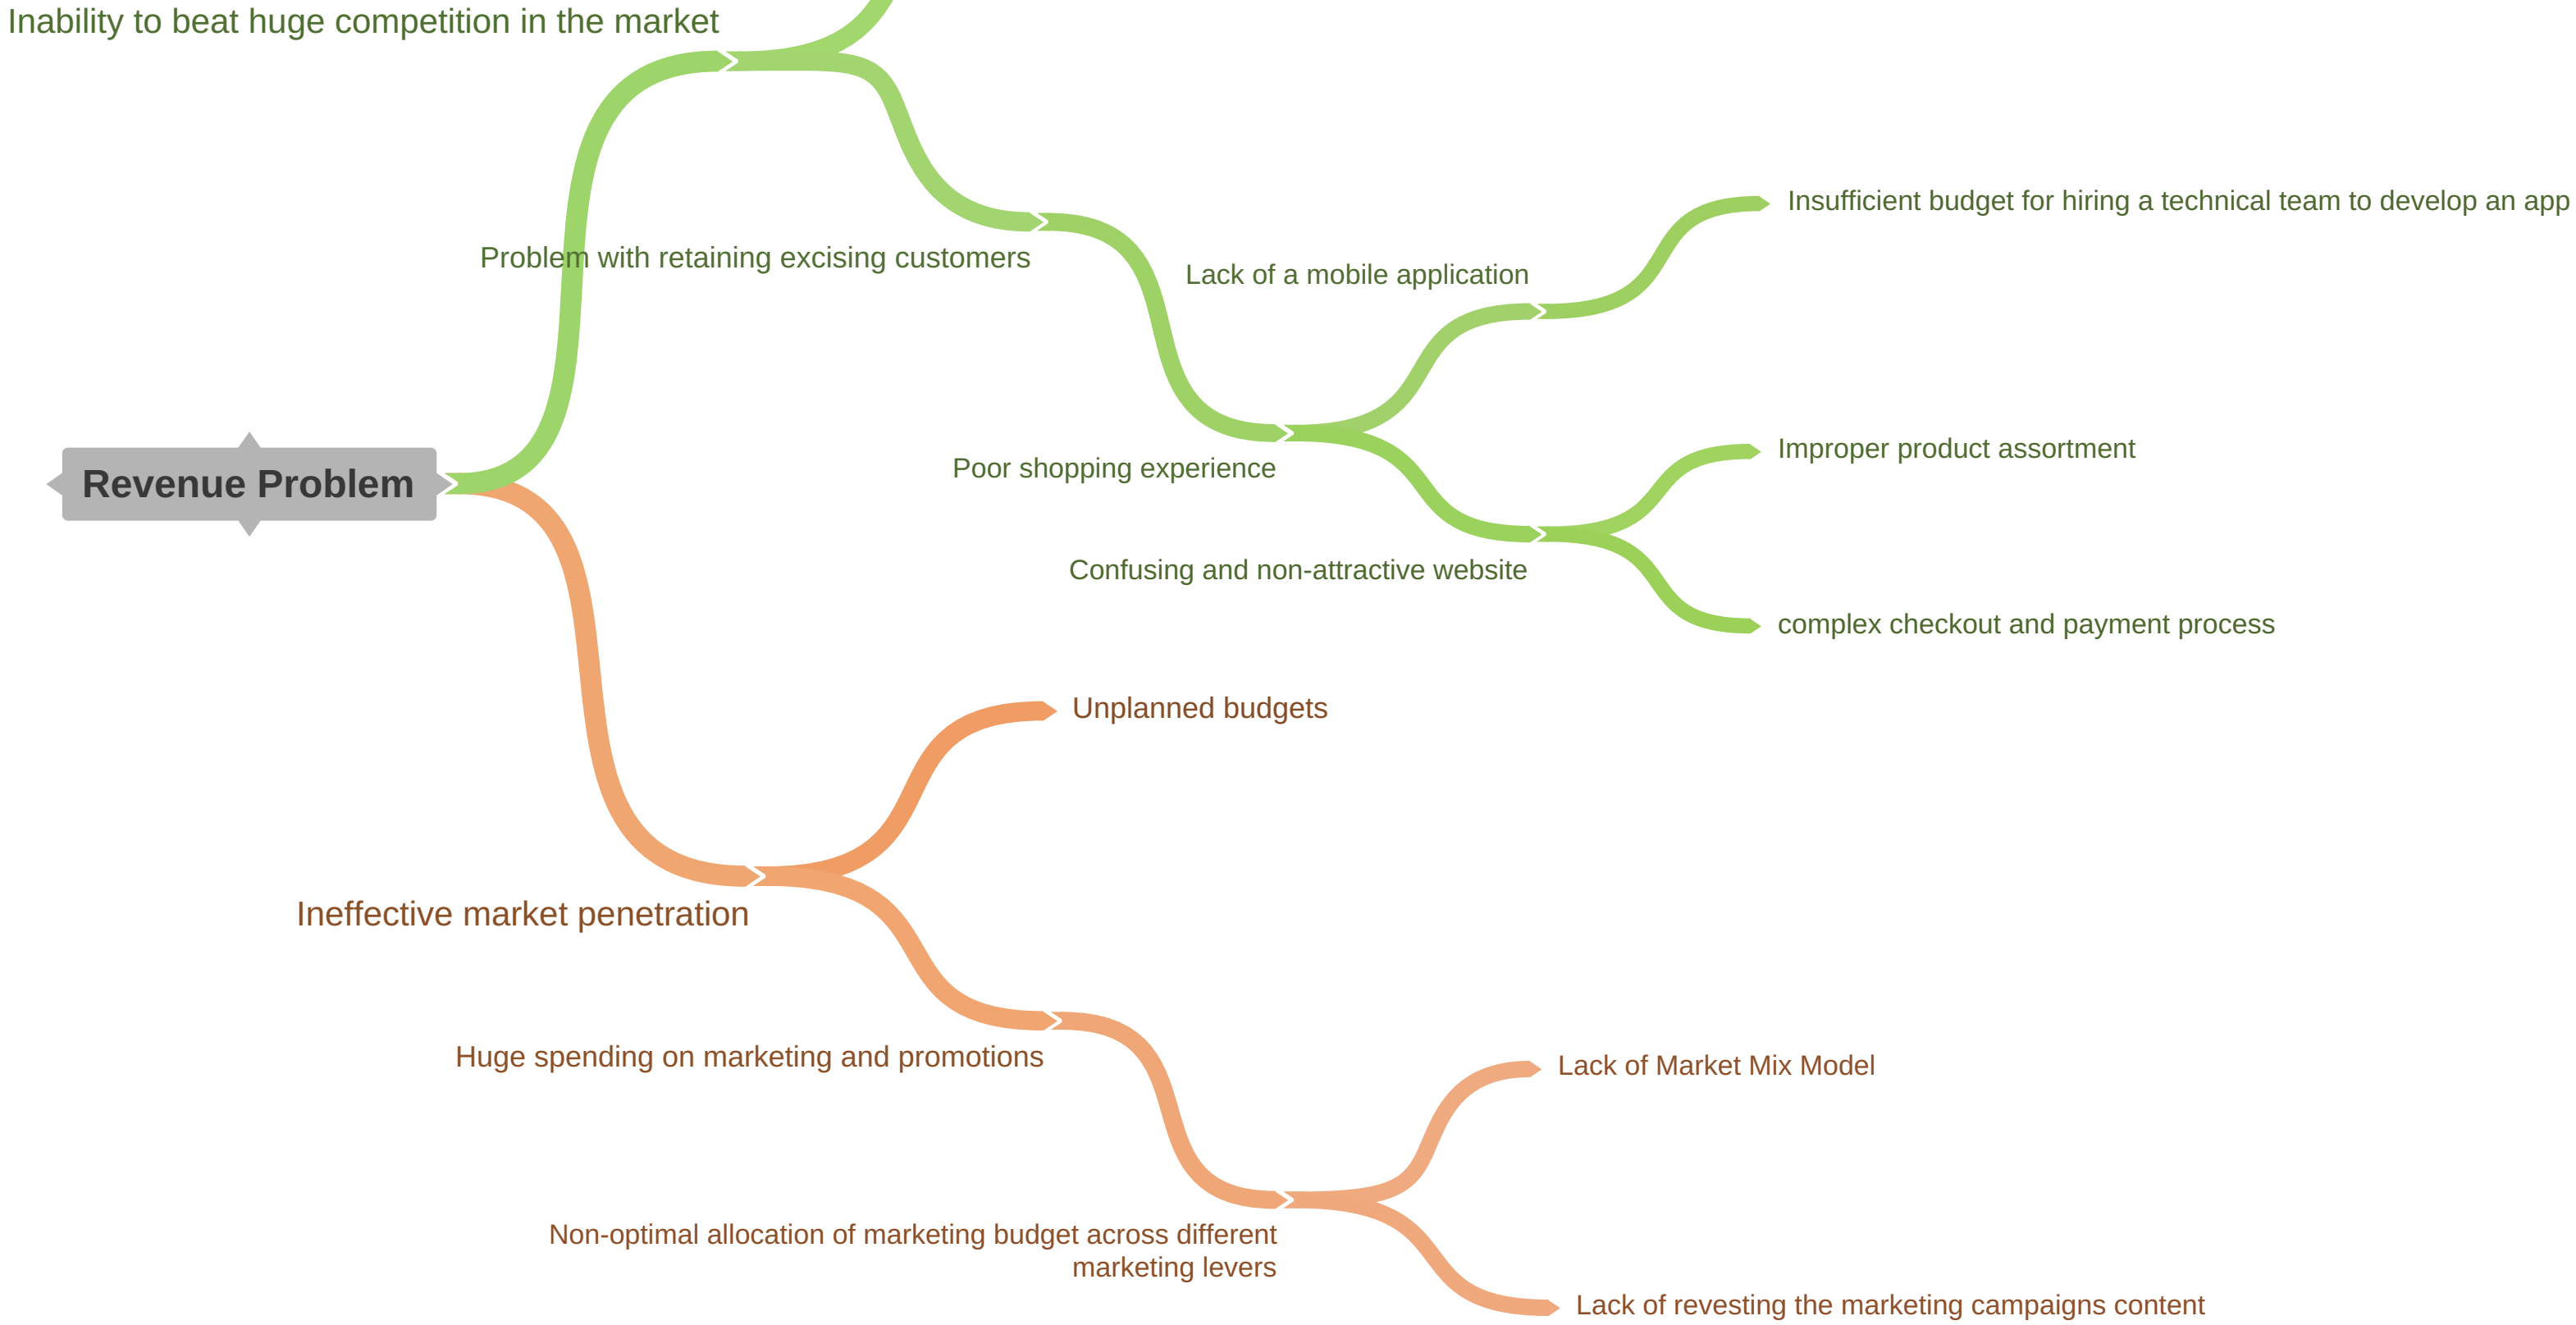 Inability to beat huge competition in the market
Insufficient budget for hiring a technical team to develop an app
Problem with retaining excising customers
Lack of a mobile application
Improper product assortment
Poor shopping experience
Revenue Problem
Confusing and non-attractive website
complex checkout and payment process
Unplanned budgets
Ineffective market penetration
Huge spending on marketing and promotions
Lack of Market Mix Model
Non-optimal allocation of marketing budget across different
marketing levers
Lack of revesting the marketing campaigns content